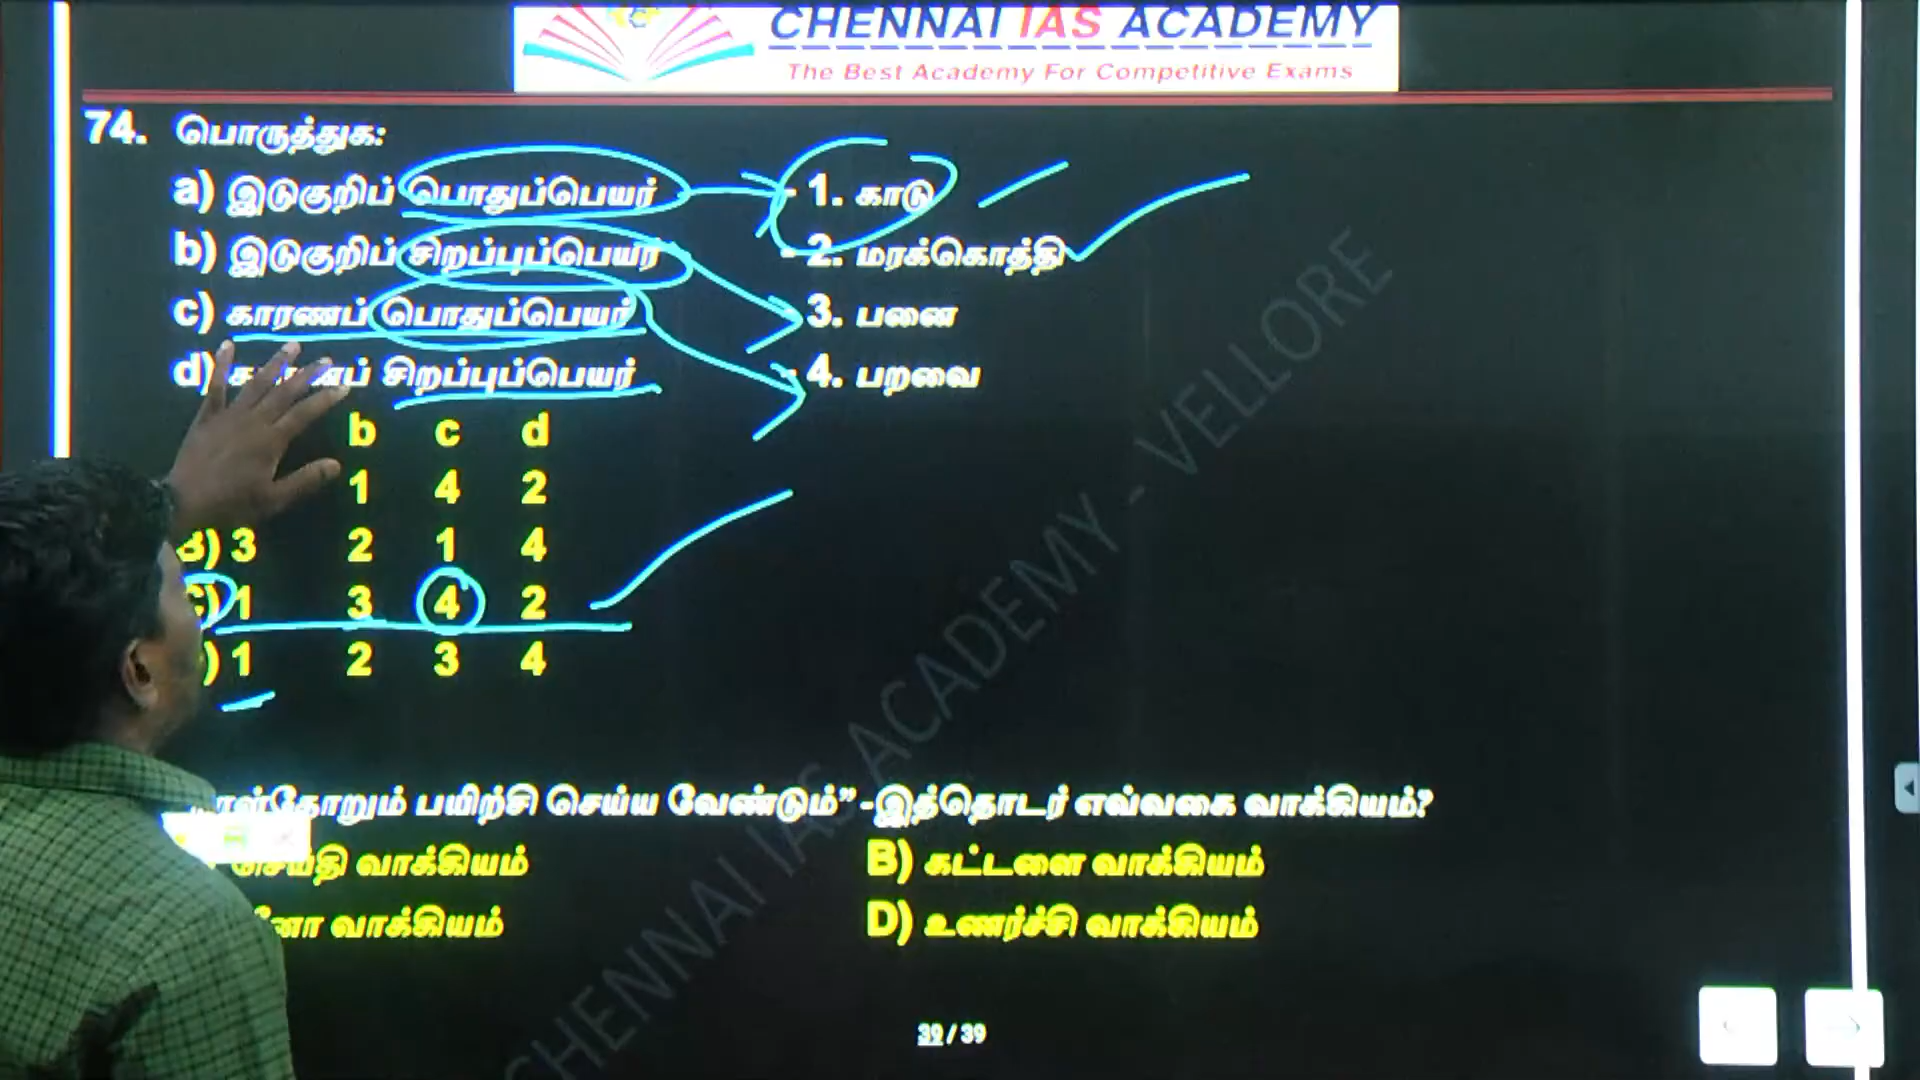 CHENNAI IAS ACADEMY
The Best Academy For Competitive Exams
74. பொருத்துக:
a) இடுகுறிப் பொதுப்பெயர் - 1. காடு
b) இடுகுறிப் சிறப்புப்பெயர் - 2. மரக்கொத்தி
c) காரணப் பொதுப்பெயர் 3. பனை
d) சிறப்புப்பெயர் - 4. பறவை
b c d
1 4 2
B) 3 2 1 4
C) 1 3 4 2
) 1 2 3 4
பயிற்சி செய்ய வேண்டும்" -இத்தொடர் எவ்வகை வாக்கியம்?
செய்தி வாக்கியம் B) கட்டளை வாக்கியம்
வாக்கியம் D) உணர்ச்சி வாக்கியம்
39 / 39
CHENNAI IAS ACADEMY - VELLORE